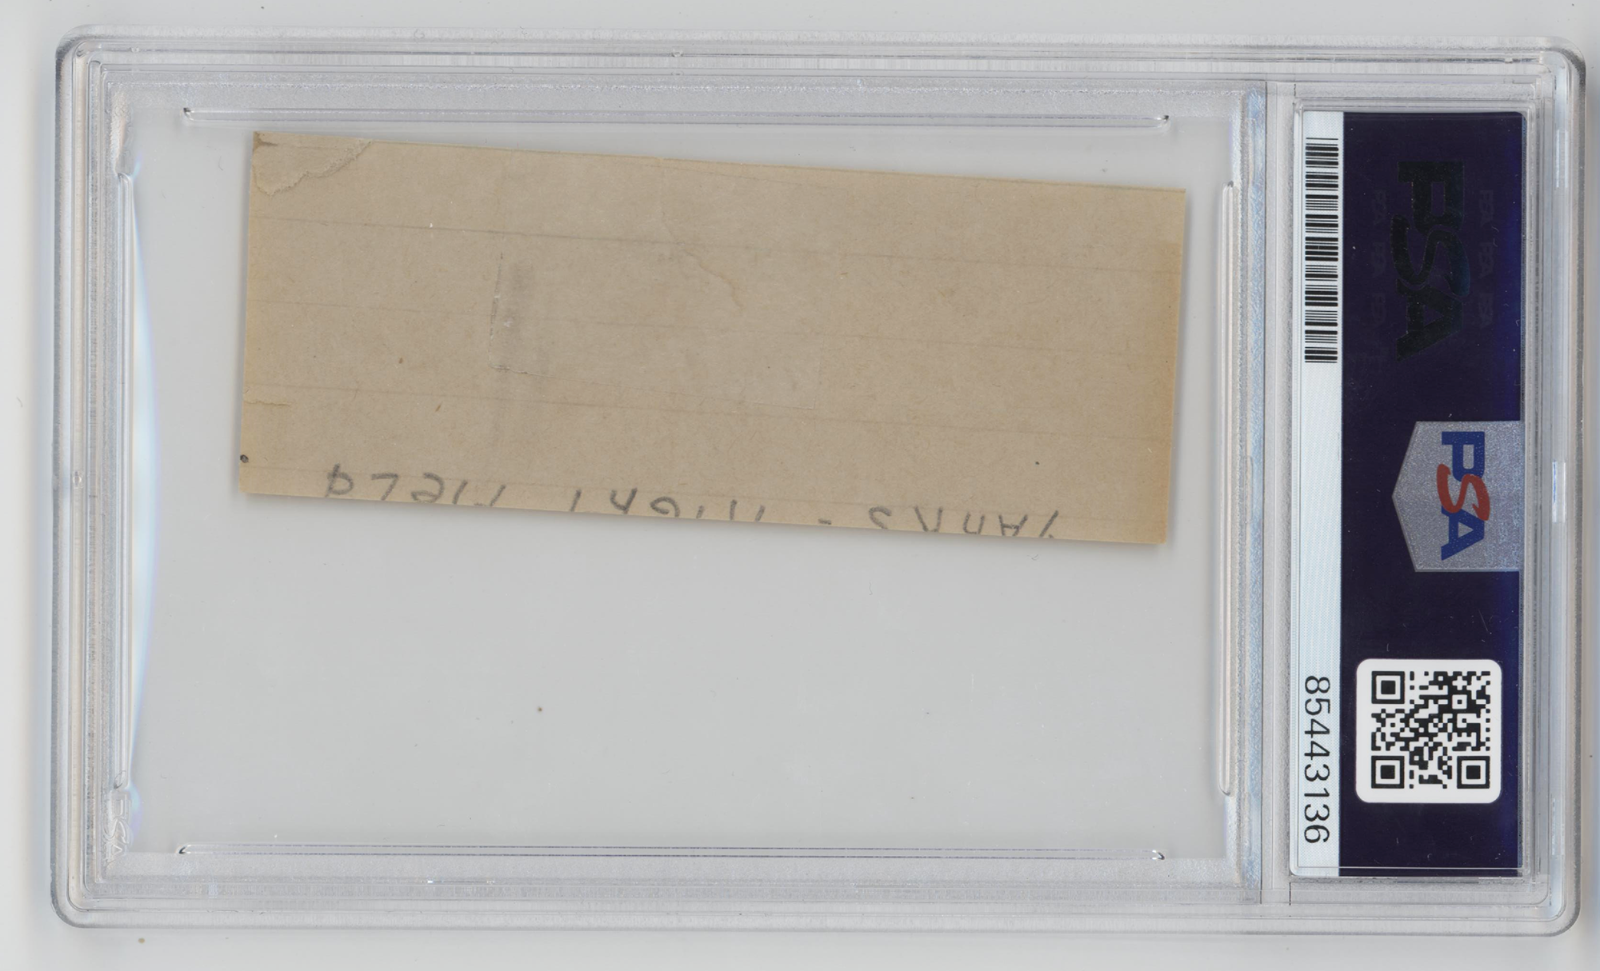 YANKS - RIGHT FIELD
PSA
PSA
85443136